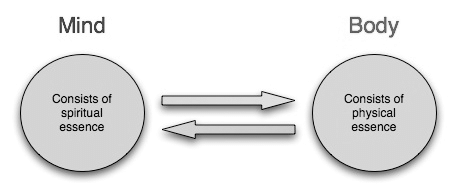 Mind
Body
Consists of
spiritual
essence
Consists of
physical
essence